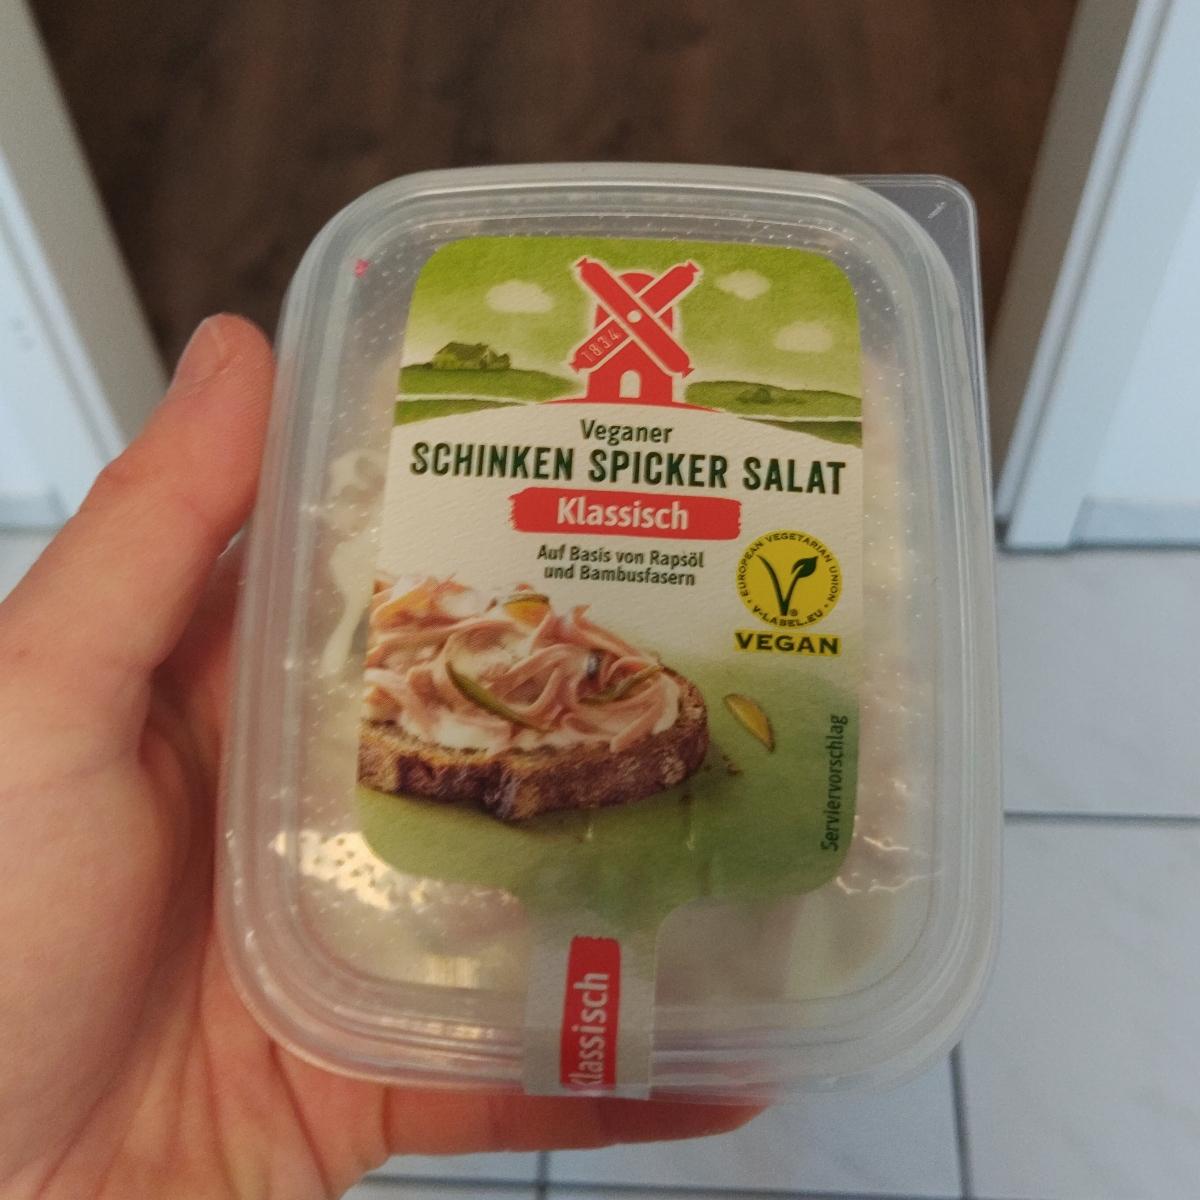 1834
Veganer
SCHINKEN SPICKER SALAT
Klassisch
Auf Basis von Rapsöl
und Bambusfasern
EUROPEAN VEGETARIAN UNION
V-LABEL.EU
VEGAN
Serviervorschlag
Klassisch